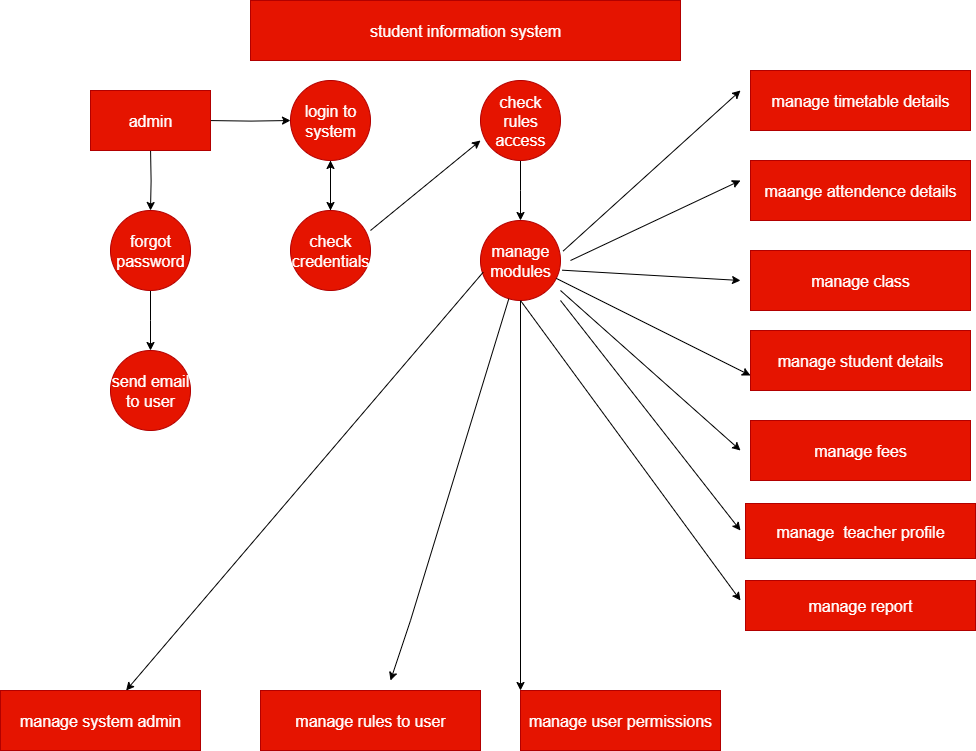 student information system
admin
login to
system
check
rules
access
manage timetable details
maange attendence details
forgot
password
check
credentials
manage
modules
manage class
manage student details
send email
to user
manage fees
manage  teacher profile
manage report
manage system admin
manage rules to user
manage user permissions